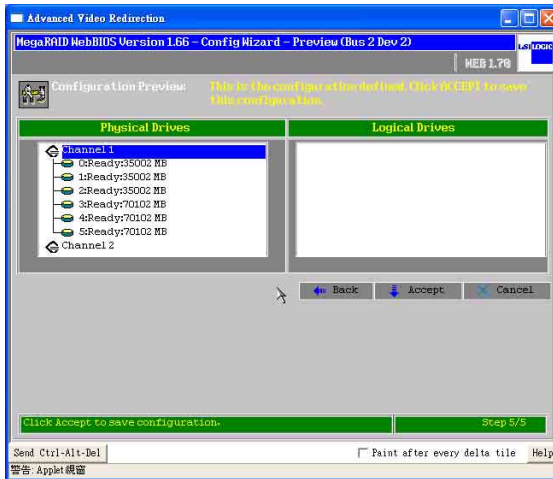 Advanced Video Redirection
MegaRAID WebBIOS Version 1.66 - Config Wizard - Preview (Bus 2 Dev 2)
LSI LOGIC
WEB 1.78
Configuration Preview: This is the configuration defined. Click ACCEPT to save
this configuration.
Physical Drives
Logical Drives
Channel 1
0:Ready:35002 MB
1:Ready:35002 MB
2:Ready:35002 MB
3:Ready:70102 MB
4:Ready:70102 MB
5:Ready:70102 MB
Channel 2
Back
Accept
Cancel
Click Accept to save configuration.
Step 5/5
Send Ctrl-Alt-Del
Paint after every delta tile
Help
警告: Applet 視窗